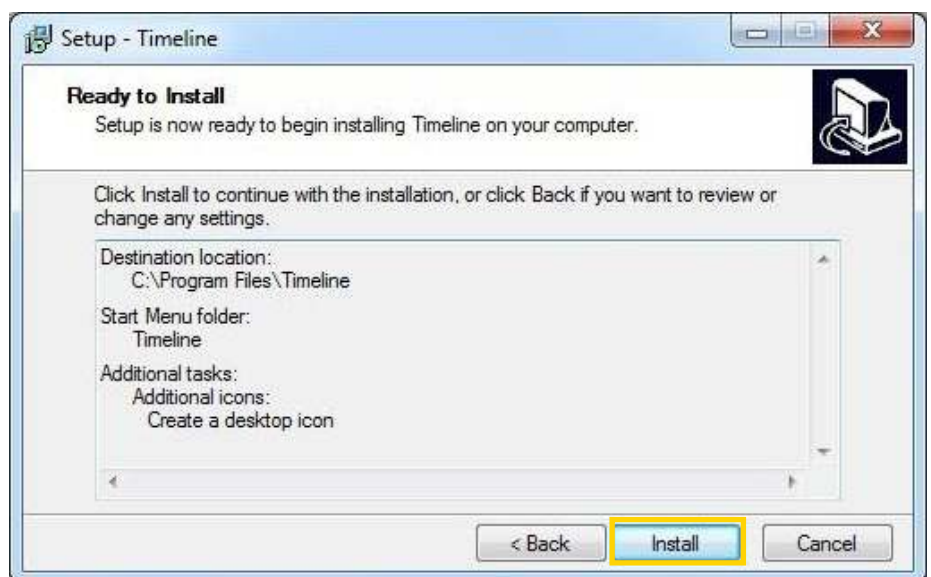 Setup - Timeline
Ready to Install
Setup is now ready to begin installing Timeline on your computer.
Click Install to continue with the installation, or click Back if you want to review or
change any settings.
Destination location:
C:\Program Files\Timeline
Start Menu folder:
Timeline
Additional tasks:
Additional icons:
Create a desktop icon
< Back Install Cancel